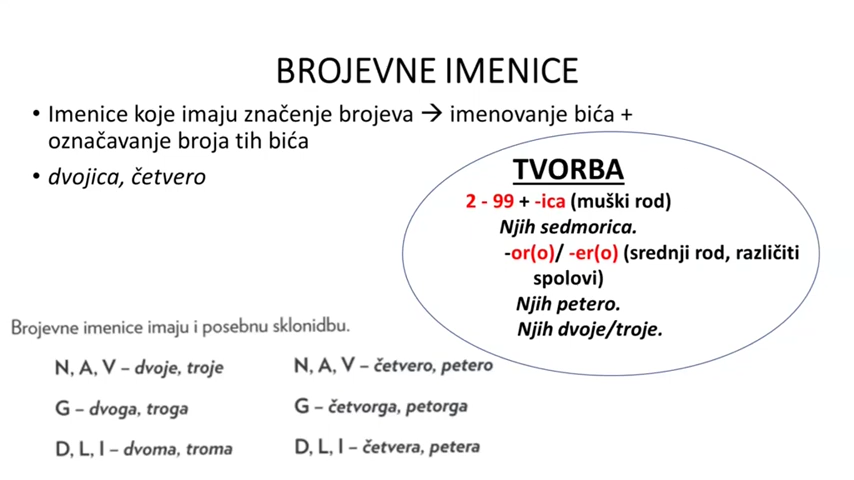 BROJEVNE IMENICE
• Imenice koje imaju značenje brojeva → imenovanje bića +
označavanje broja tih bića
• dvojica, četvero
TVORBA
2 - 99 + -ica (muški rod)
Njih sedmorica.
-or(o)/ -er(o) (srednji rod, različiti
spolovi)
Njih petero.
Njih dvoje/troje.
Brojevne imenice imaju i posebnu sklonidbu.
N, A, V – dvoje, troje
G – dvoga, troga
D, L, I – dvoma, troma
N, A, V – četvero, petero
G – četvorga, petorga
D, L, I – četvera, petera